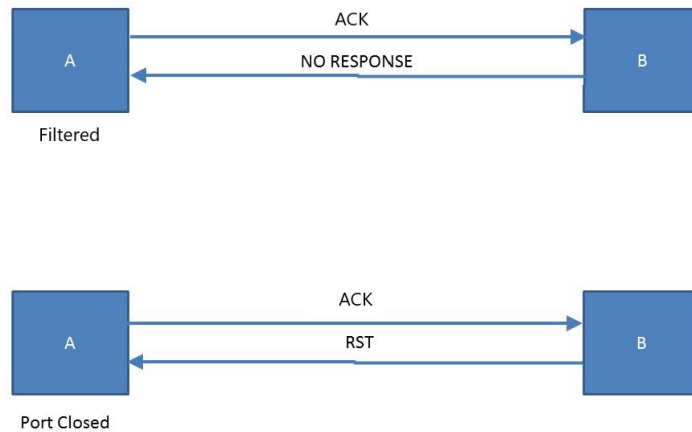 ACK
A
B
NO RESPONSE
Filtered
ACK
A
B
RST
Port Closed